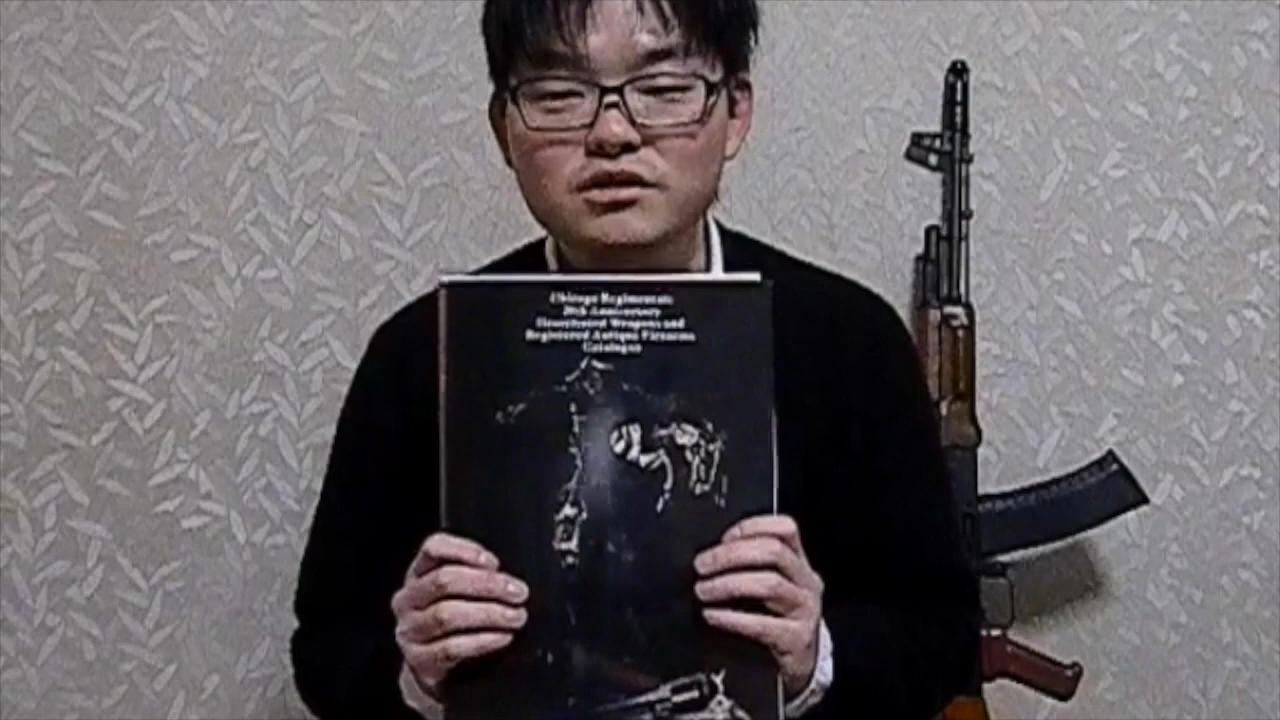 Chicago Regimentals
20th Anniversary
Deactivated Weapons and
Registered Antique Firearms
Catalogue